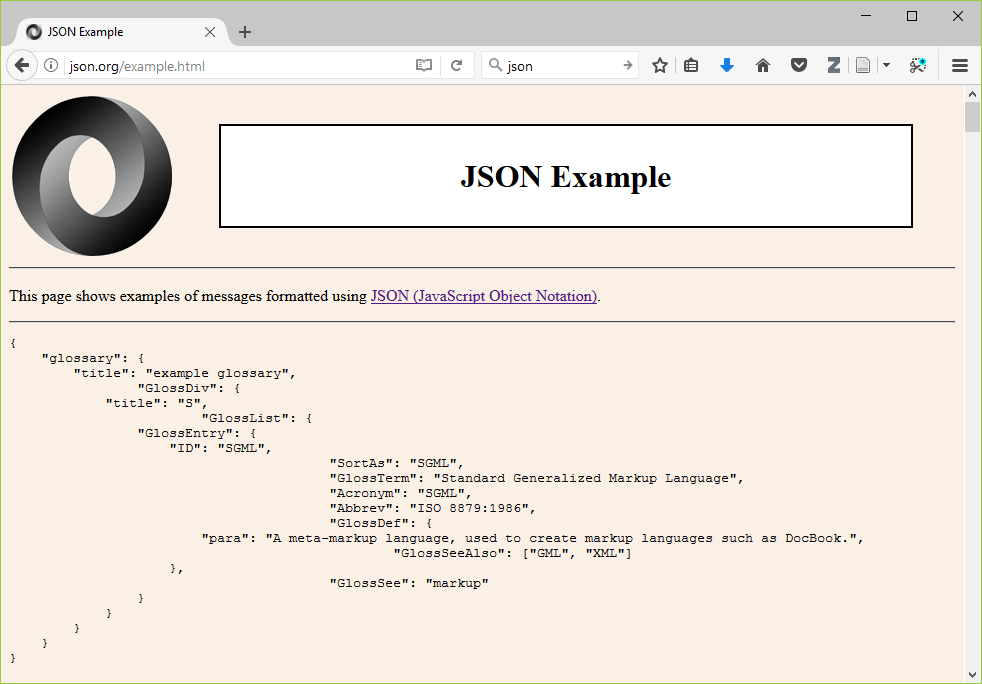 JSON Example
json.org/example.html
json
Z
JSON Example
This page shows examples of messages formatted using JSON (JavaScript Object Notation).
{
    "glossary": {
        "title": "example glossary",
                "GlossDiv": {
            "title": "S",
                        "GlossList": {
                "GlossEntry": {
                    "ID": "SGML",
                                        "SortAs": "SGML",
                                        "GlossTerm": "Standard Generalized Markup Language",
                                        "Acronym": "SGML",
                                        "Abbrev": "ISO 8879:1986",
                                        "GlossDef": {
                        "para": "A meta-markup language, used to create markup languages such as DocBook.",
                                                "GlossSeeAlso": ["GML", "XML"]
                    },
                                        "GlossSee": "markup"
                }
            }
        }
    }
}